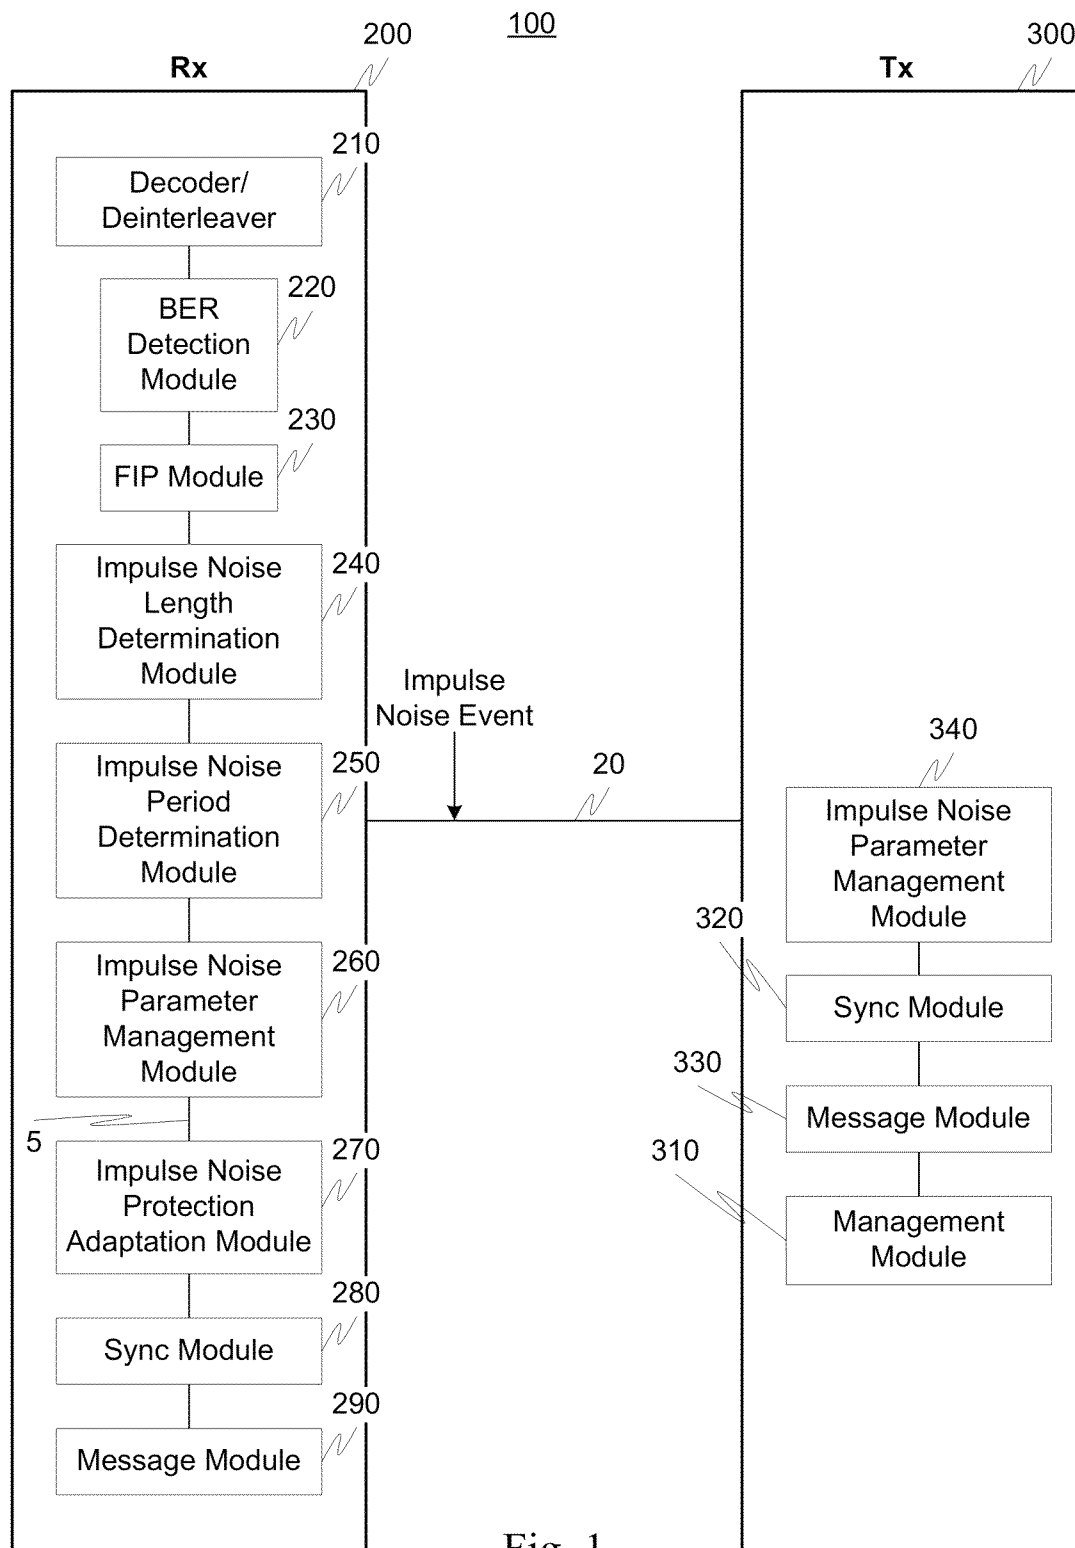 100
200
Rx
300
Tx
210
Decoder/
Deinterleaver
220
BER
Detection
Module
230
FIP Module
240
Impulse Noise
Length
Determination
Module
250
Impulse Noise
Period
Determination
Module
260
Impulse Noise
Parameter
Management
Module
5
270
Impulse Noise
Protection
Adaptation Module
280
Sync Module
290
Message Module
Impulse
Noise Event
20
340
Impulse Noise
Parameter
Management
Module
320
Sync Module
330
Message Module
310
Management
Module
Fig. 1